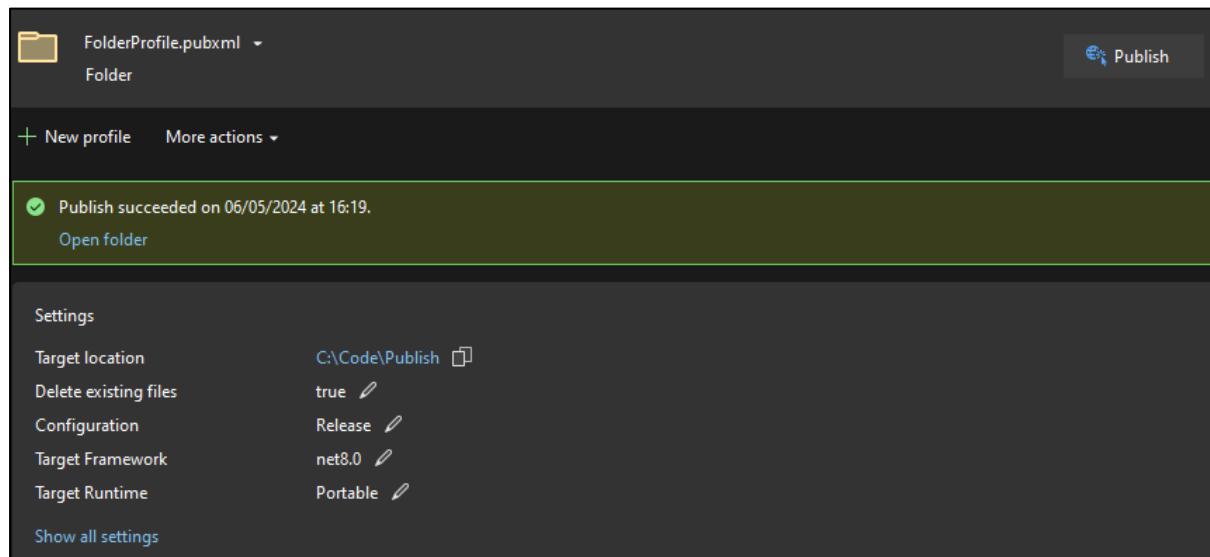 FolderProfile.pubxml
Folder
Publish
New profile More actions
Publish succeeded on 06/05/2024 at 16:19.
Open folder
Settings
Target location C:\Code\Publish
Delete existing files true
Configuration Release
Target Framework net8.0
Target Runtime Portable
Show all settings